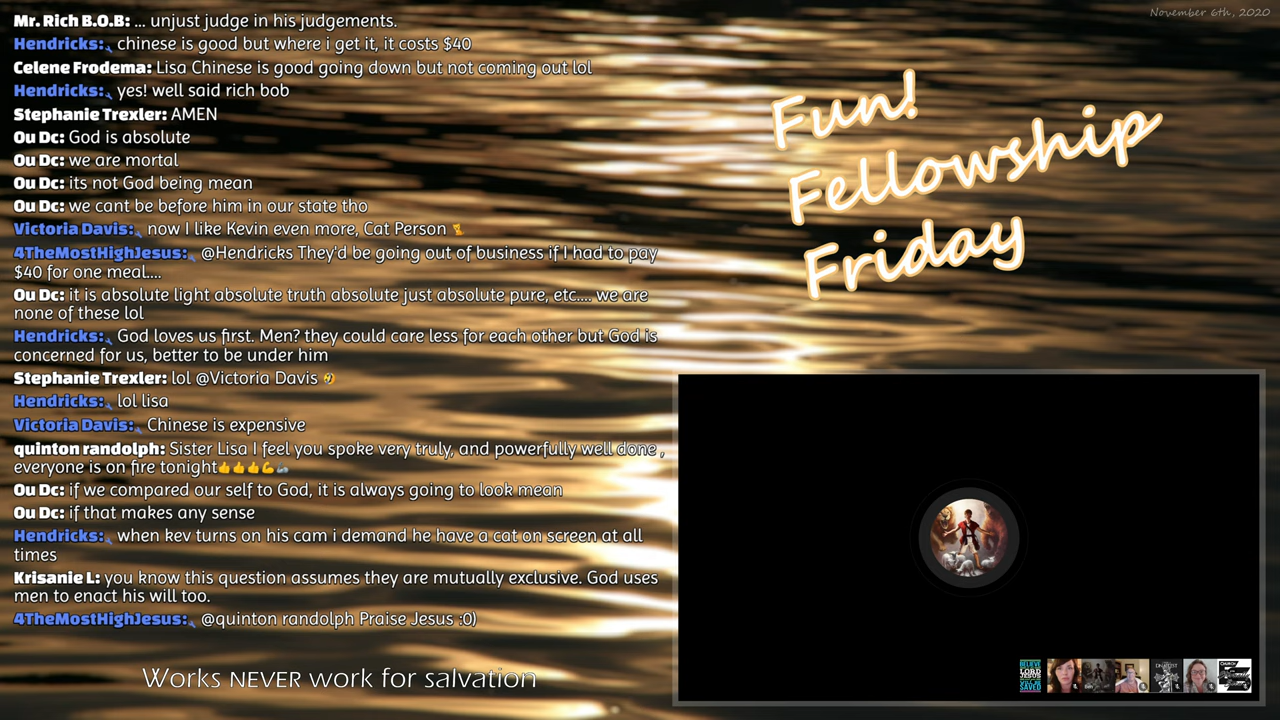 Mr. Rich B.O.B: ... unjust judge in his judgements.
Hendricks: chinese is good but where i get it, it costs $40
Celene Frodema: Lisa Chinese is good going down but not coming out lol
Hendricks: yes! well said rich bob
Stephanie Trexler: AMEN
Ou Dc: God is absolute
Ou Dc: we are mortal
Ou Dc: its not God being mean
Ou Dc: we cant be before him in our state tho
Victoria Davis: now I like Kevin even more, Cat Person
4TheMostHighJesus: @Hendricks They'd be going out of business if I had to pay
$40 for one meal....
Ou Dc: it is absolute light absolute truth absolute just absolute pure, etc.... we are
none of these lol
Hendricks: God loves us first. Men? they could care less for each other but God is
concerned for us, better to be under him
Stephanie Trexler: lol @Victoria Davis 🤣
Hendricks: lol lisa
Victoria Davis: Chinese is expensive
quinton randolph: Sister Lisa I feel you spoke very truly, and powerfully well done ,
everyone is on fire tonight👍👍👍💪
Ou Dc: if we compared our self to God, it is always going to look mean
Ou Dc: if that makes any sense
Hendricks: when kev turns on his cam i demand he have a cat on screen at all
times
Krisanie L: you know this question assumes they are mutually exclusive. God uses
men to enact his will too.
4TheMostHighJesus: @quinton randolph Praise Jesus :0)
Works NEVER work for salvation
November 6th, 2020
Fun!
Fellowship
Friday
BELIEVE
LORD
JESUS
SAVED